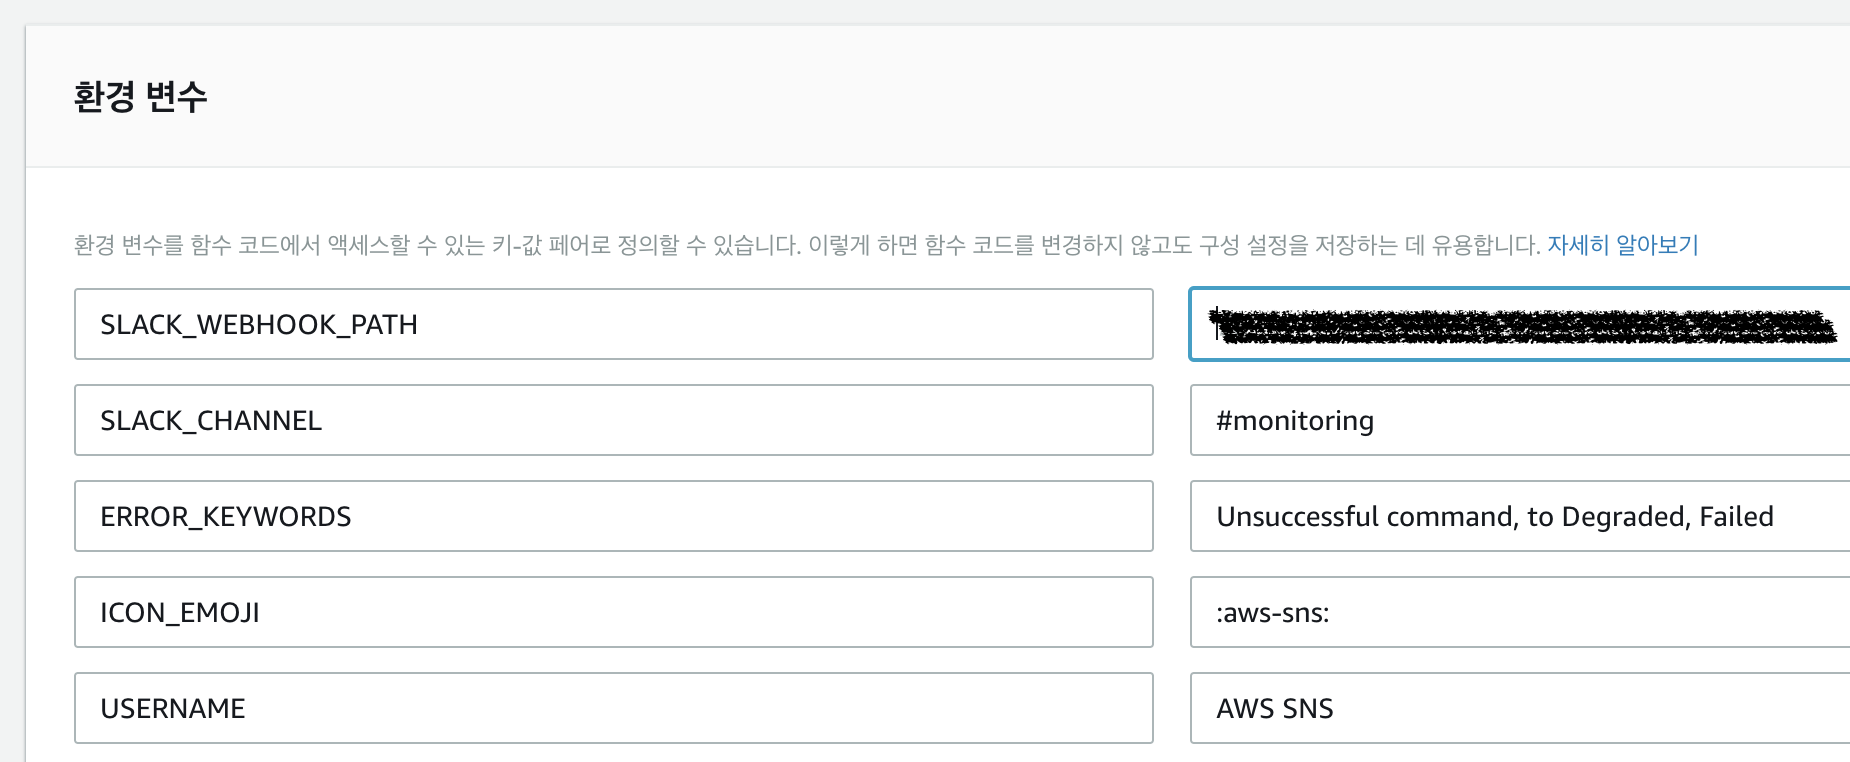 환경 변수
환경 변수를 함수 코드에서 액세스할 수 있는 키-값 페어로 정의할 수 있습니다. 이렇게 하면 함수 코드를 변경하지 않고도 구성 설정을 저장하는 데 유용합니다. 자세히 알아보기
SLACK_WEBHOOK_PATH
SLACK_CHANNEL #monitoring
ERROR_KEYWORDS Unsuccessful command, to Degraded, Failed
ICON_EMOJI :aws-sns:
USERNAME AWS SNS